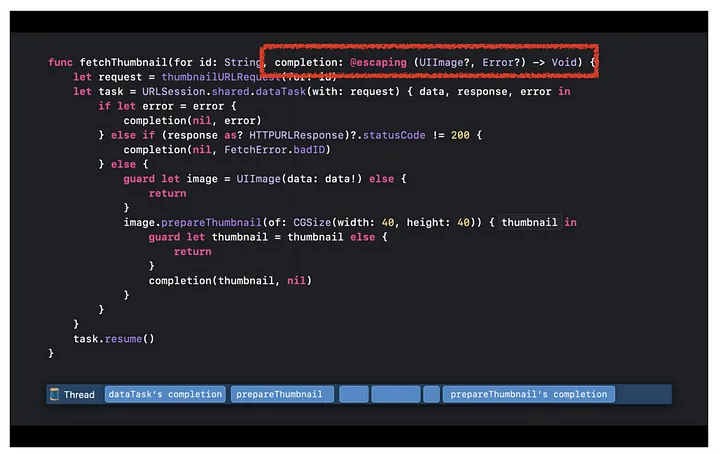 func fetchThumbnail(for id: String, completion: @escaping (UIImage?, Error?) -> Void) {
    let request = thumbnailURLRequest(for: id)
    let task = URLSession.shared.dataTask(with: request) { data, response, error in
        if let error = error {
            completion(nil, error)
        } else if (response as? HTTPURLResponse)?.statusCode != 200 {
            completion(nil, FetchError.badID)
        } else {
            guard let image = UIImage(data: data!) else {
                return
            }
            image.prepareThumbnail(of: CGSize(width: 40, height: 40)) { thumbnail in
                guard let thumbnail = thumbnail else {
                    return
                }
                completion(thumbnail, nil)
            }
        }
    }
    task.resume()
}
Thread dataTask's completion prepareThumbnail prepareThumbnail's completion